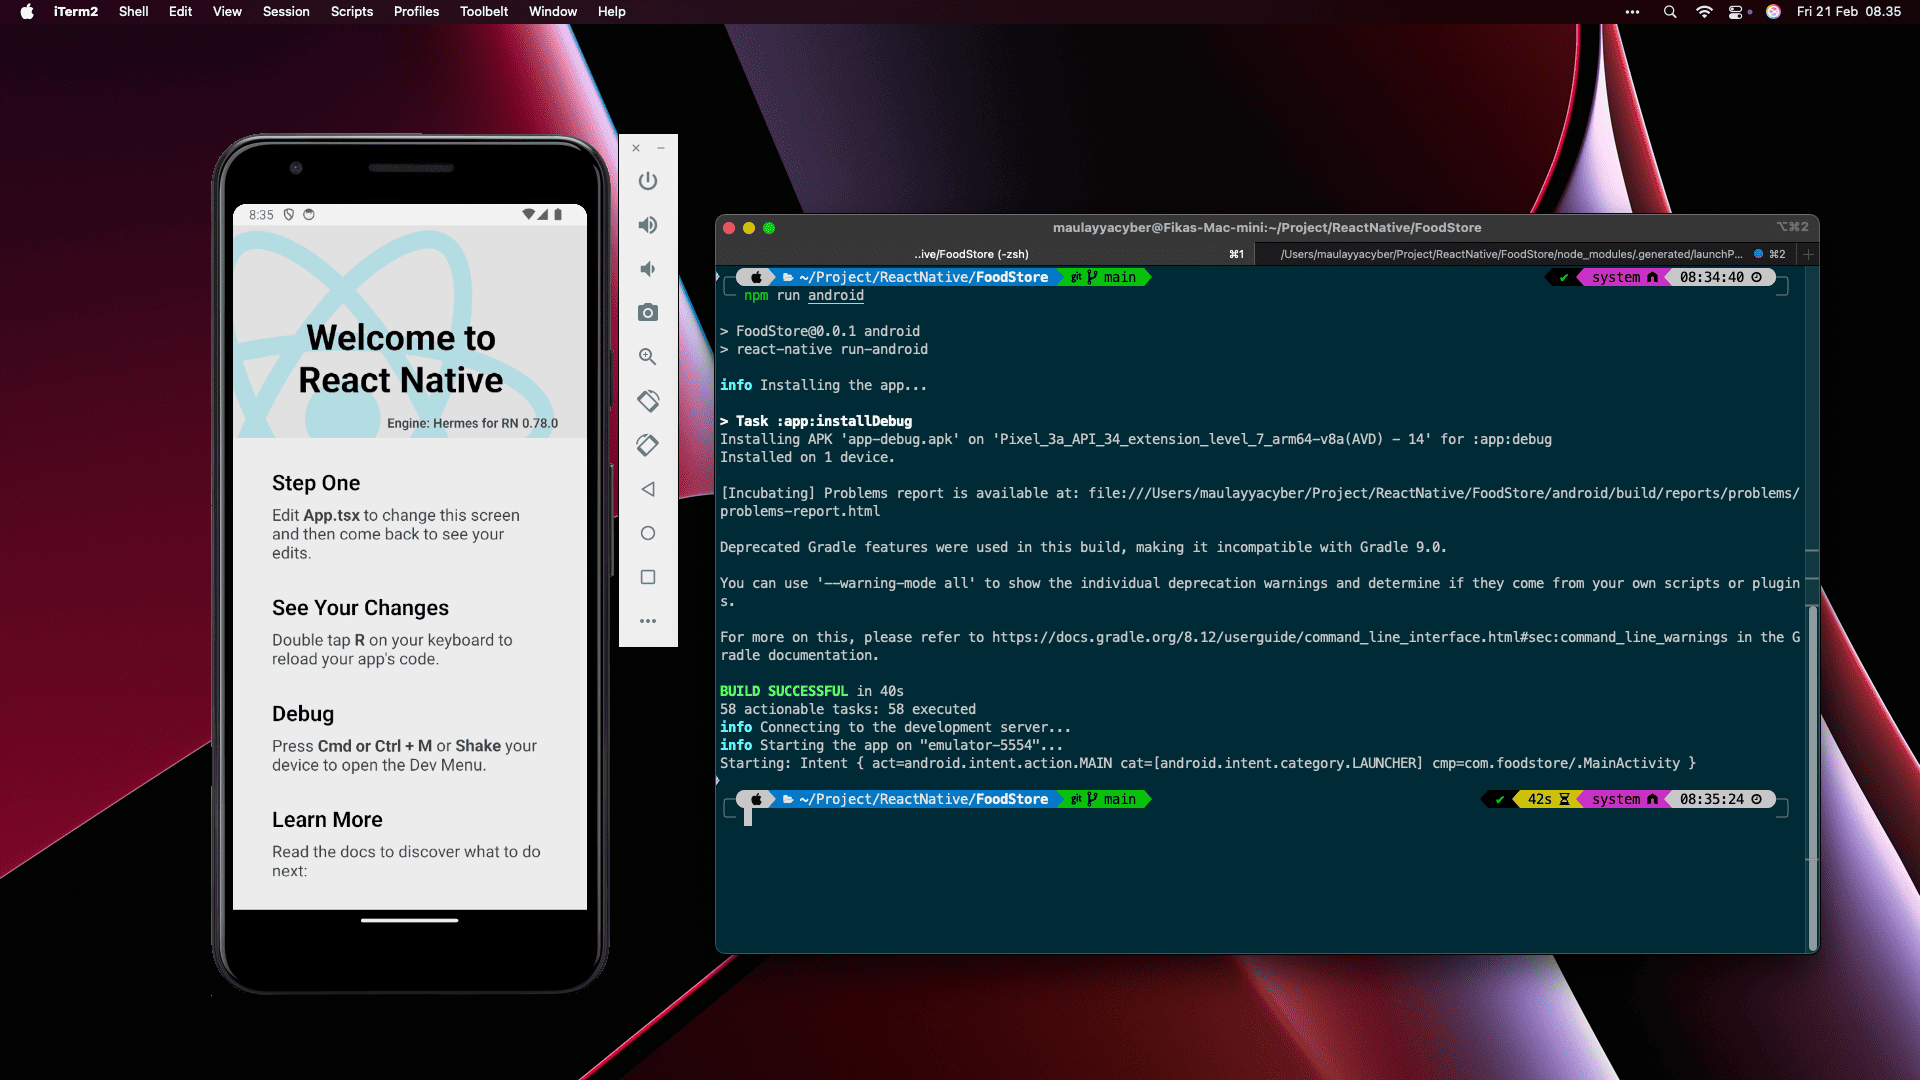 iTerm2 Shell Edit View Session Scripts Profiles Toolbelt Window Help
Fri 21 Feb 08.35
8:35
Welcome to
React Native
Engine: Hermes for RN 0.78.0
Step One
Edit App.tsx to change this screen
and then come back to see your
edits.
See Your Changes
Double tap R on your keyboard to
reload your app's code.
Debug
Press Cmd or Ctrl + M or Shake your
device to open the Dev Menu.
Learn More
Read the docs to discover what to do
next:
maulayyacyber@Fikas-Mac-mini:~/Project/ReactNative/FoodStore
⌥⌘2
..ive/FoodStore (-zsh)
⌘1
/Users/maulayyacyber/Project/ReactNative/FoodStore/node_modules/.generated/launchP...
⌘2
~/Project/ReactNative/FoodStore git main
✔ system 08:34:40
npm run android
> FoodStore@0.0.1 android
> react-native run-android
info Installing the app...
> Task :app:installDebug
Installing APK 'app-debug.apk' on 'Pixel_3a_API_34_extension_level_7_arm64-v8a(AVD) - 14' for :app:debug
Installed on 1 device.
[Incubating] Problems report is available at: file:///Users/maulayyacyber/Project/ReactNative/FoodStore/android/build/reports/problems/
problems-report.html
Deprecated Gradle features were used in this build, making it incompatible with Gradle 9.0.
You can use '--warning-mode all' to show the individual deprecation warnings and determine if they come from your own scripts or plugin
s.
For more on this, please refer to https://docs.gradle.org/8.12/userguide/command_line_interface.html#sec:command_line_warnings in the G
radle documentation.
BUILD SUCCESSFUL in 40s
58 actionable tasks: 58 executed
info Connecting to the development server...
info Starting the app on "emulator-5554"...
Starting: Intent { act=android.intent.action.MAIN cat=[android.intent.category.LAUNCHER] cmp=com.foodstore/.MainActivity }
~/Project/ReactNative/FoodStore git main
✔ 42s system 08:35:24